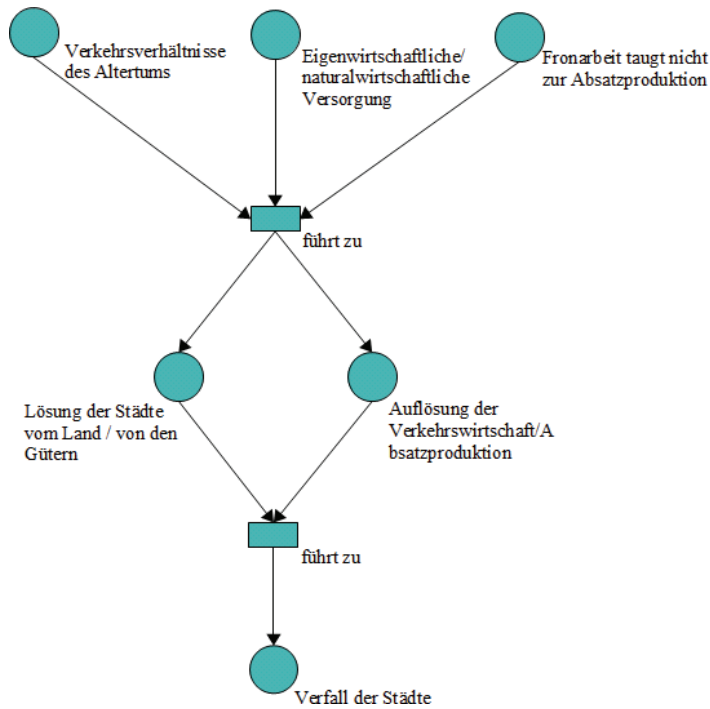 Verkehrsverhältnisse
des Altertums
Eigenwirtschaftliche/
naturalwirtschaftliche
Versorgung
Fronarbeit taugt nicht
zur Absatzproduktion
führt zu
Lösung der Städte
vom Land / von den
Gütern
Auflösung der
Verkehrswirtschaft/A
bsatzproduktion
führt zu
Verfall der Städte